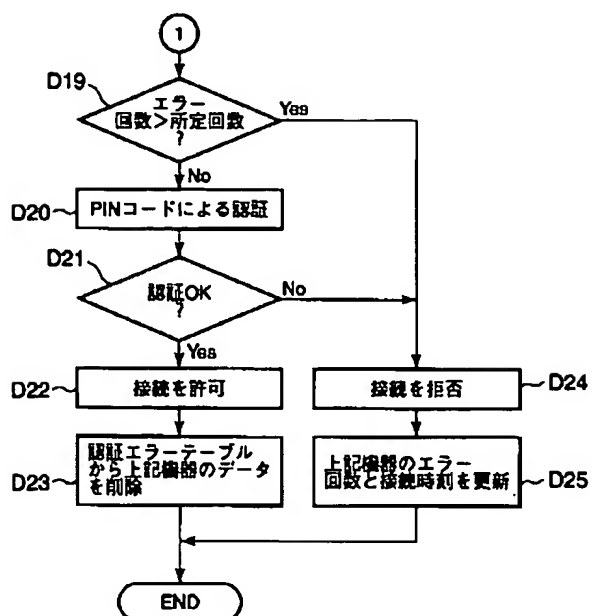 1
D19
エラー
回数＞所定回数
?
Yes
No
D20
PINコードによる認証
D21
認証OK
?
No
Yes
D22
接続を許可
接続を拒否
D24
D23
認証エラーテーブル
から上記機器のデータ
を削除
上記機器のエラー
回数と接続時刻を更新
D25
END